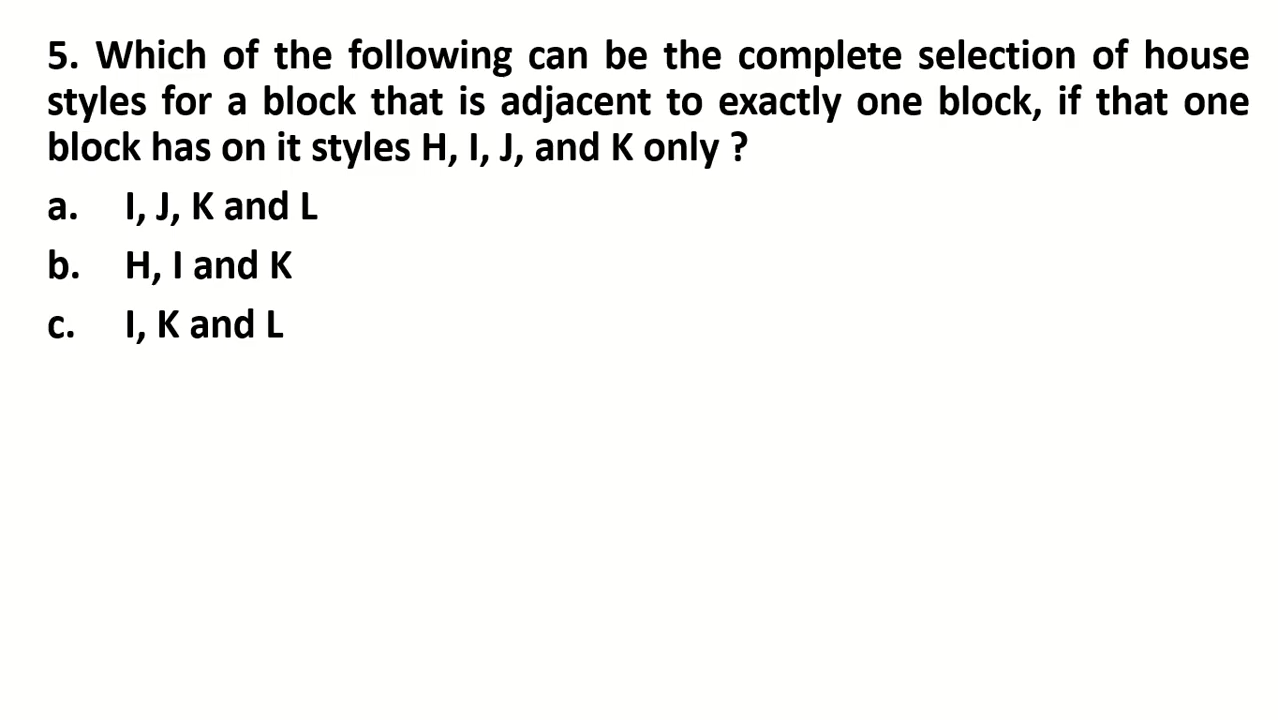 5. Which of the following can be the complete selection of house
styles for a block that is adjacent to exactly one block, if that one
block has on it styles H, I, J, and K only ?
a. I, J, K and L
b. H, I and K
c. I, K and L